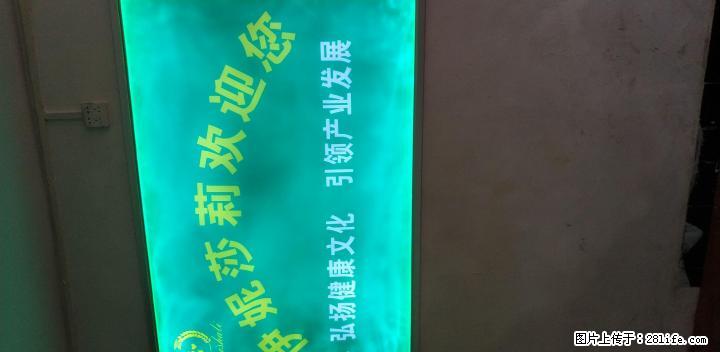 妮莎莉欢迎您
弘扬健康文化 引领产业发展
图片上传于：28life.com